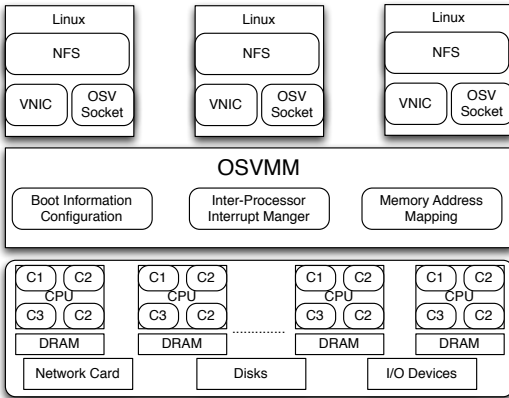 Linux
NFS
VNIC
OSV
Socket
Linux
NFS
VNIC
OSV
Socket
Linux
NFS
VNIC
OSV
Socket
OSVMM
Boot Information
Configuration
Inter-Processor
Interrupt Manger
Memory Address
Mapping
C1 C2
CPU
C3 C2
DRAM
C1 C2
CPU
C3 C2
DRAM
C1 C2
CPU
C3 C2
DRAM
C1 C2
CPU
C3 C2
DRAM
Network Card
Disks
I/O Devices